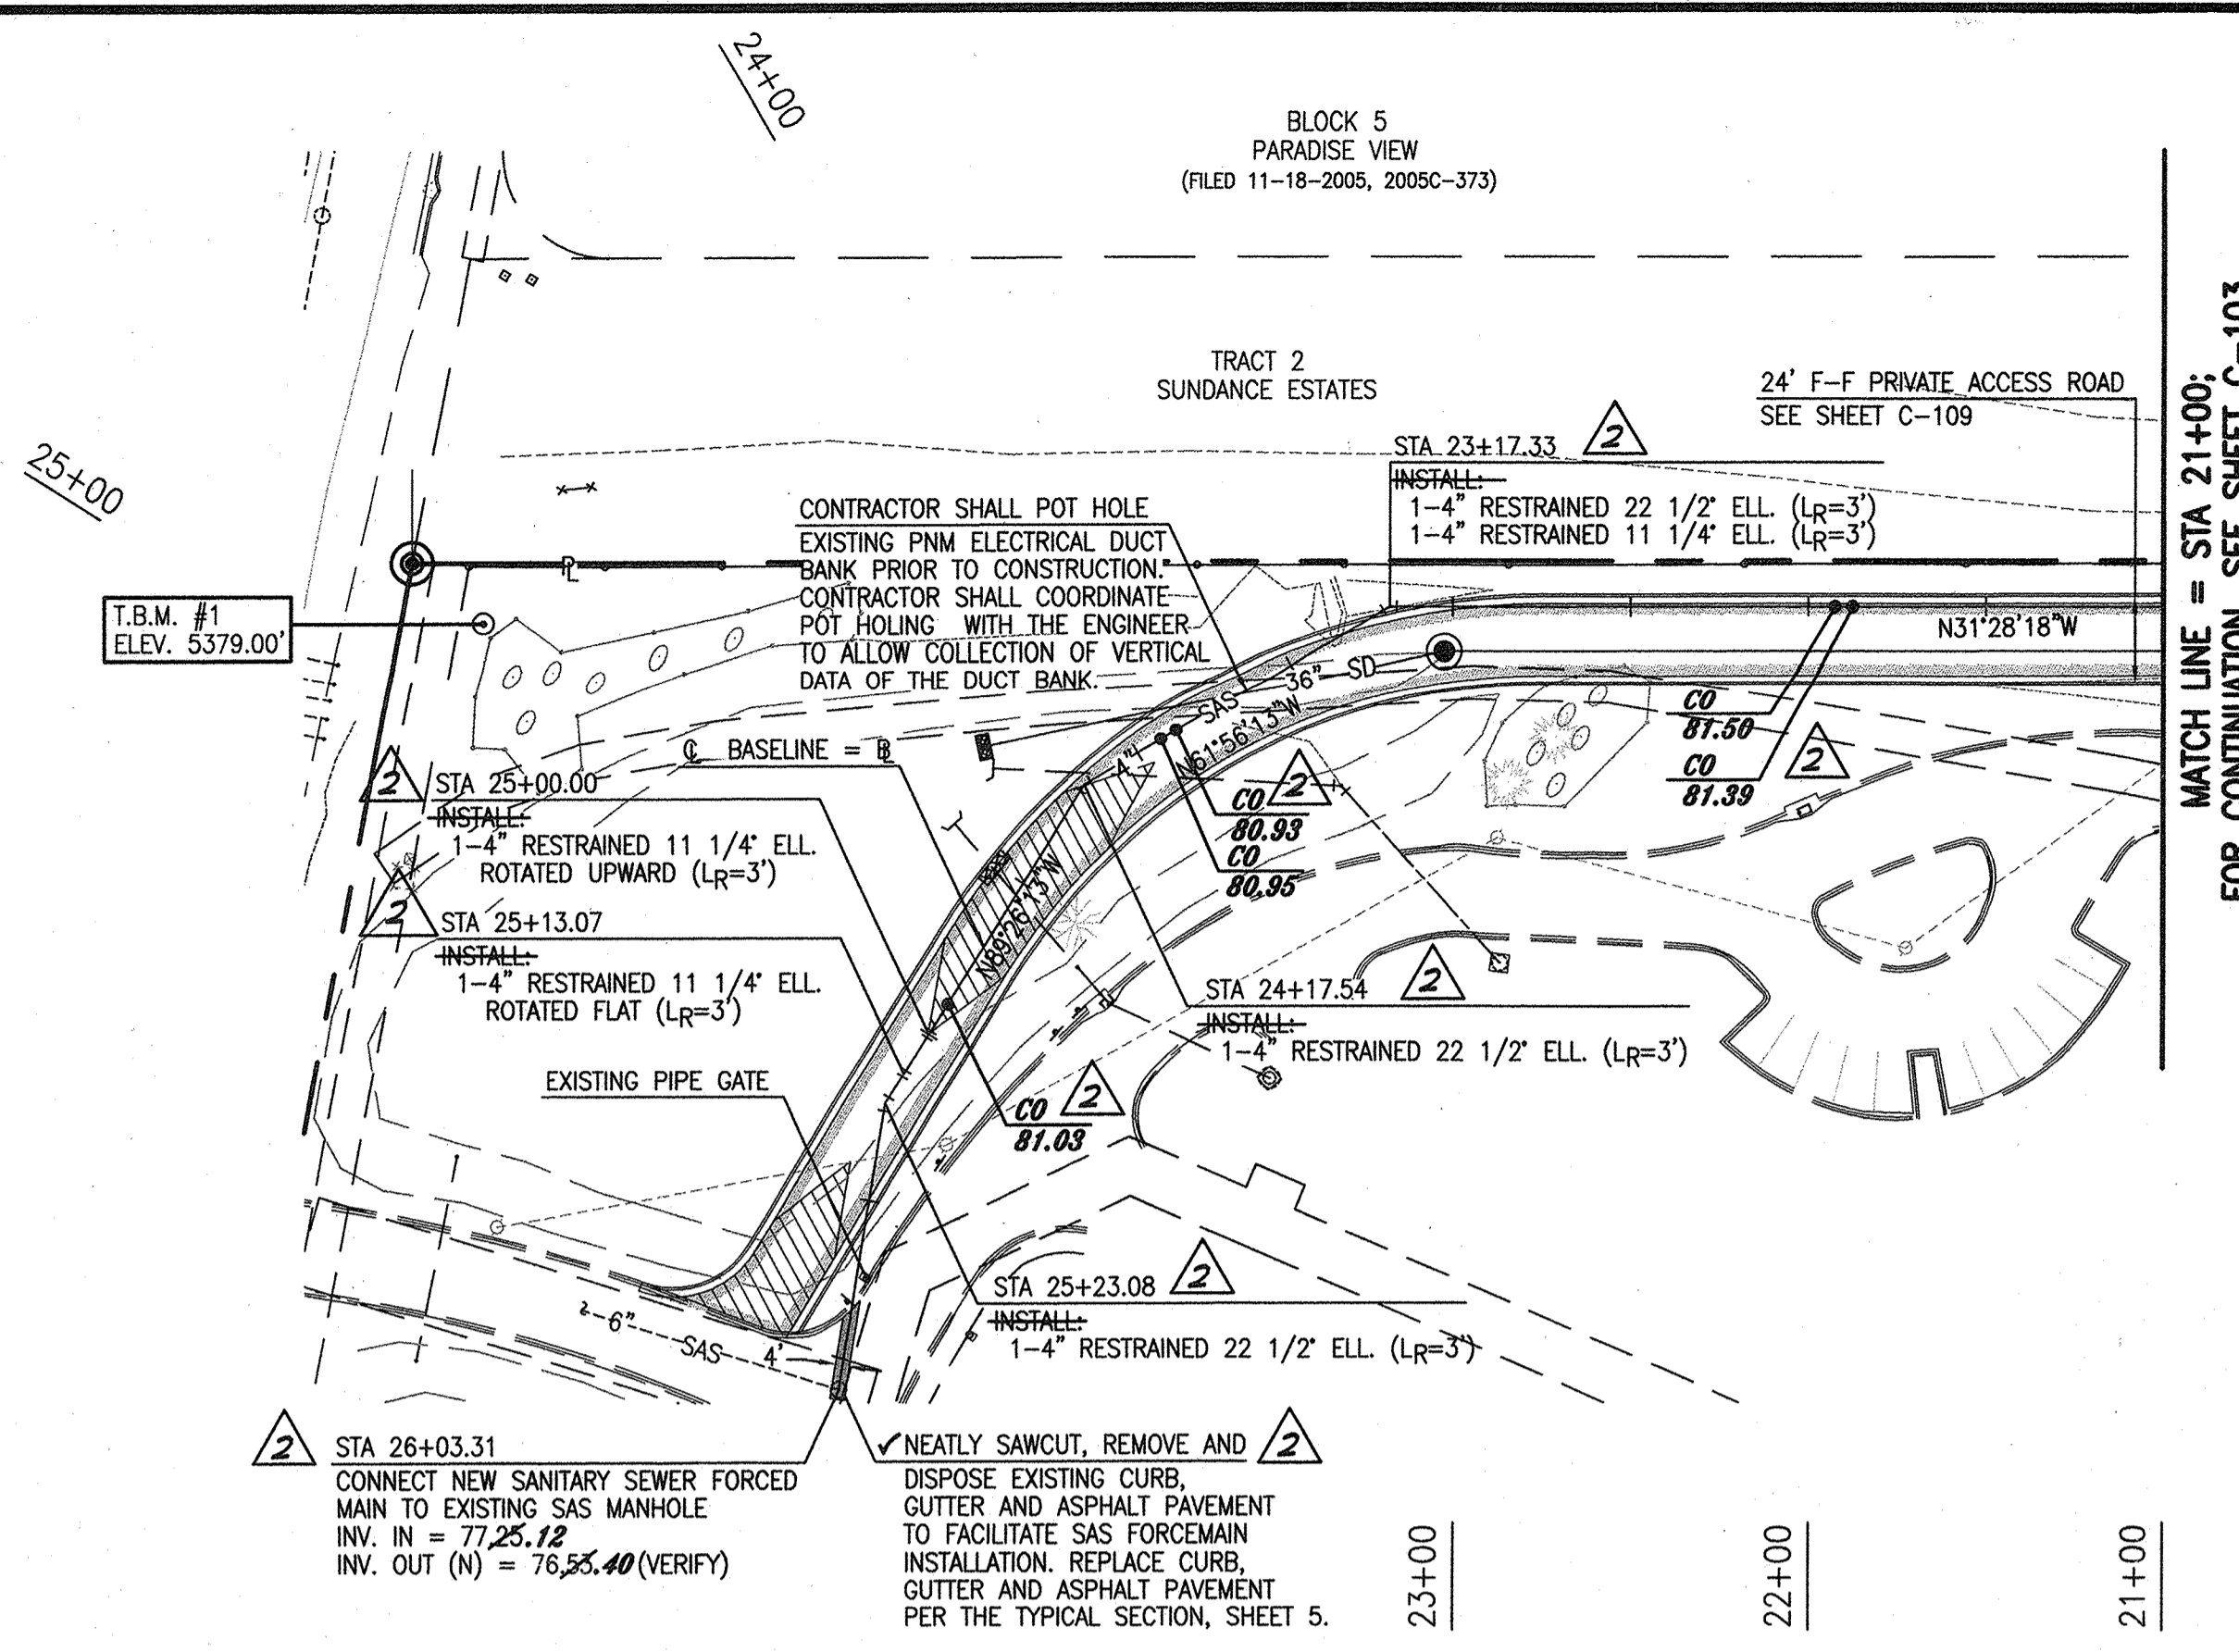 24+00
BLOCK 5
PARADISE VIEW
(FILED 11-18-2005, 2005C-373)
TRACT 2
SUNDANCE ESTATES
24' F-F PRIVATE ACCESS ROAD
SEE SHEET C-109
MATCH LINE = STA 21+00;
FOR CONTINUATION SEE SHEET C-103
25+00
STA 23+17.33 2
INSTALL:
1-4" RESTRAINED 22 1/2° ELL. (LR=3')
1-4" RESTRAINED 11 1/4° ELL. (LR=3')
CONTRACTOR SHALL POT HOLE
EXISTING PNM ELECTRICAL DUCT
BANK PRIOR TO CONSTRUCTION.
CONTRACTOR SHALL COORDINATE
POT HOLING WITH THE ENGINEER
TO ALLOW COLLECTION OF VERTICAL
DATA OF THE DUCT BANK.
PL
T.B.M. #1
ELEV. 5379.00'
N31°28'18"W
36" SD
SAS
4"
N61°56'13"W
CO
81.50
CO
81.39
2
CO
80.93
2
CO
80.95
CL BASELINE = BL
2 STA 25+00.00
INSTALL:
1-4" RESTRAINED 11 1/4° ELL.
ROTATED UPWARD (LR=3')
N89°26'13"W
2 STA 25+13.07
INSTALL:
1-4" RESTRAINED 11 1/4° ELL.
ROTATED FLAT (LR=3')
STA 24+17.54 2
INSTALL:
1-4" RESTRAINED 22 1/2° ELL. (LR=3')
EXISTING PIPE GATE
CO 2
81.03
STA 25+23.08 2
INSTALL:
1-4" RESTRAINED 22 1/2° ELL. (LR=3')
6" SAS
4'
2 STA 26+03.31
CONNECT NEW SANITARY SEWER FORCED
MAIN TO EXISTING SAS MANHOLE
INV. IN = 77.25.12
INV. OUT (N) = 76.53.40 (VERIFY)
✓NEATLY SAWCUT, REMOVE AND 2
DISPOSE EXISTING CURB,
GUTTER AND ASPHALT PAVEMENT
TO FACILITATE SAS FORCEMAIN
INSTALLATION. REPLACE CURB,
GUTTER AND ASPHALT PAVEMENT
PER THE TYPICAL SECTION, SHEET 5.
23+00
22+00
21+00